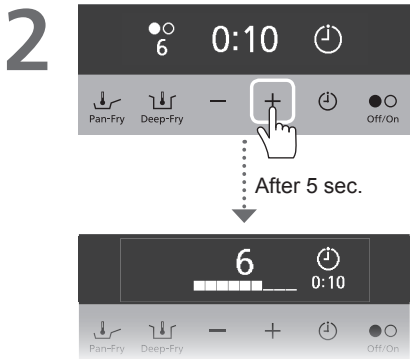 2
6 0:10
− +
Pan-Fry Deep-Fry Off/On
After 5 sec.
6
0:10
− +
Pan-Fry Deep-Fry Off/On